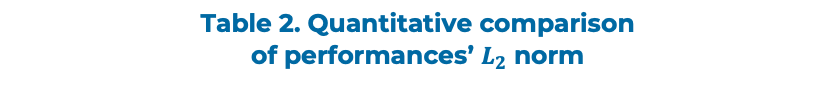 Table 2. Quantitative comparison
of performances’ L₂ norm